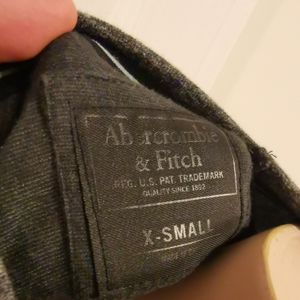 Abercrombie
& Fitch
REG. U.S. PAT. TRADEMARK
QUALITY SINCE 1892
X-SMALL